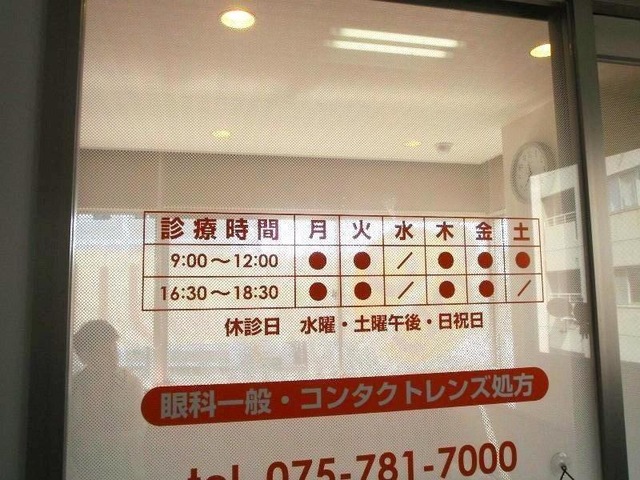 診療時間 月 火 水 木 金 土
9:00～12:00 ● ● ／ ● ● ●
16:30～18:30 ● ● ／ ● ● ／
休診日 水曜・土曜午後・日祝日
眼科一般・コンタクトレンズ処方
tel 075-781-7000